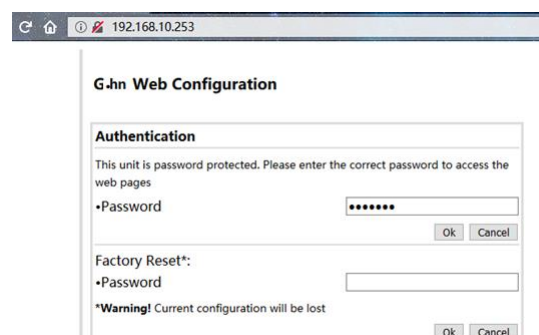 192.168.10.253
G.hn Web Configuration
Authentication
This unit is password protected. Please enter the correct password to access the
web pages
•Password •••••••
Ok Cancel
Factory Reset*:
•Password
*Warning! Current configuration will be lost
Ok Cancel